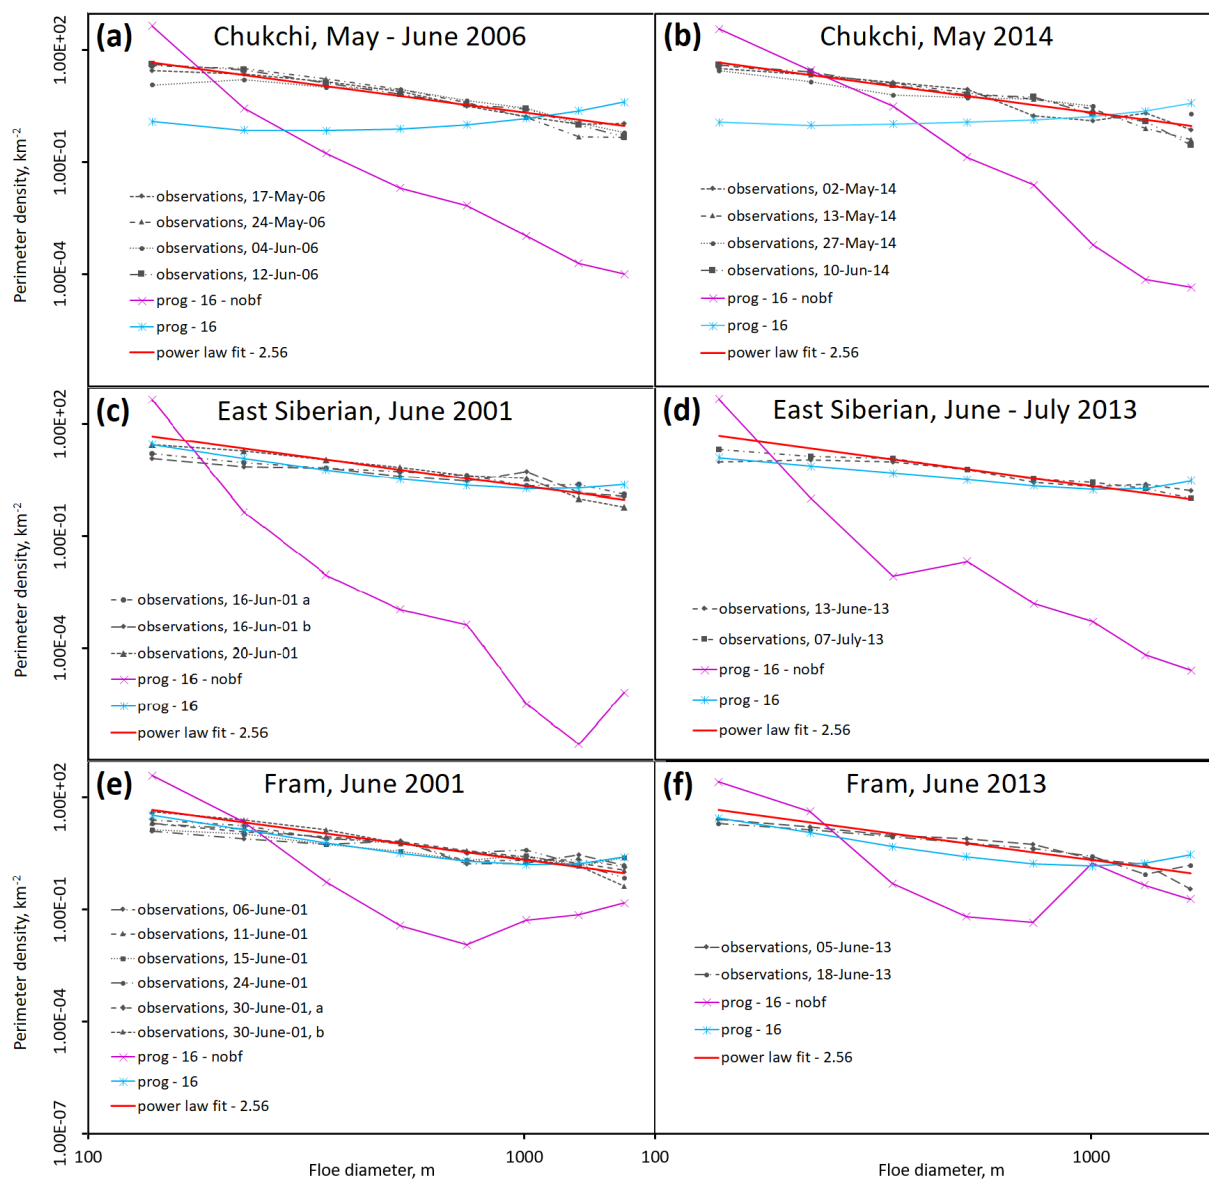 (a)
Chukchi, May - June 2006
1.00E+02
1.00E-01
1.00E-04
Perimeter density, km-2
observations, 17-May-06
observations, 24-May-06
observations, 04-Jun-06
observations, 12-Jun-06
prog - 16 - nobf
prog - 16
power law fit - 2.56
(b)
Chukchi, May 2014
observations, 02-May-14
observations, 13-May-14
observations, 27-May-14
observations, 10-Jun-14
prog - 16 - nobf
prog - 16
power law fit - 2.56
(c)
East Siberian, June 2001
1.00E+02
1.00E-01
1.00E-04
Perimeter density, km-2
observations, 16-Jun-01 a
observations, 16-Jun-01 b
observations, 20-Jun-01
prog - 16 - nobf
prog - 16
power law fit - 2.56
(d)
East Siberian, June - July 2013
observations, 13-June-13
observations, 07-July-13
prog - 16 - nobf
prog - 16
power law fit - 2.56
(e)
Fram, June 2001
1.00E+02
1.00E-01
1.00E-04
1.00E-07
Perimeter density, km-2
observations, 06-June-01
observations, 11-June-01
observations, 15-June-01
observations, 24-June-01
observations, 30-June-01, a
observations, 30-June-01, b
prog - 16 - nobf
prog - 16
power law fit - 2.56
100
1000
Floe diameter, m
(f)
Fram, June 2013
observations, 05-June-13
observations, 18-June-13
prog - 16 - nobf
prog - 16
power law fit - 2.56
100
1000
Floe diameter, m